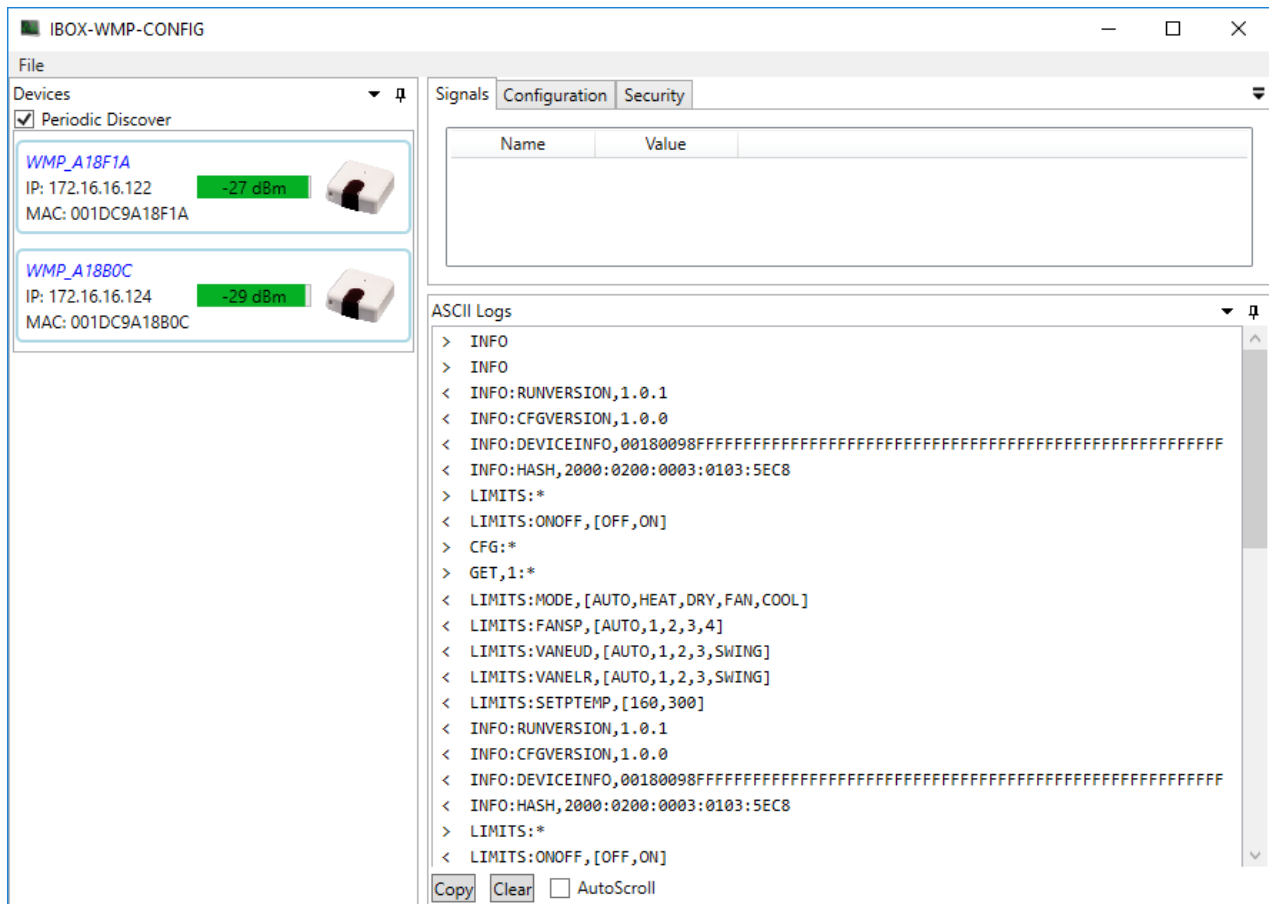 IBOX-WMP-CONFIG
File
Devices
Periodic Discover
WMP_A18F1A
IP: 172.16.16.122
-27 dBm
MAC: 001DC9A18F1A
WMP_A18B0C
IP: 172.16.16.124
-29 dBm
MAC: 001DC9A18B0C
Signals Configuration Security
Name Value
ASCII Logs
> INFO
> INFO
< INFO:RUNVERSION,1.0.1
< INFO:CFGVERSION,1.0.0
< INFO:DEVICEINFO,00180098FFFFFFFFFFFFFFFFFFFFFFFFFFFFFFFFFFFFFFFFFFFFFFFFFFFFFFFF
< INFO:HASH,2000:0200:0003:0103:5EC8
> LIMITS:*
< LIMITS:ONOFF,[OFF,ON]
> CFG:*
> GET,1:*
< LIMITS:MODE,[AUTO,HEAT,DRY,FAN,COOL]
< LIMITS:FANSP,[AUTO,1,2,3,4]
< LIMITS:VANEUD,[AUTO,1,2,3,SWING]
< LIMITS:VANELR,[AUTO,1,2,3,SWING]
< LIMITS:SETPTEMP,[160,300]
< INFO:RUNVERSION,1.0.1
< INFO:CFGVERSION,1.0.0
< INFO:DEVICEINFO,00180098FFFFFFFFFFFFFFFFFFFFFFFFFFFFFFFFFFFFFFFFFFFFFFFFFFFFFFFF
< INFO:HASH,2000:0200:0003:0103:5EC8
> LIMITS:*
< LIMITS:ONOFF,[OFF,ON]
Copy Clear AutoScroll